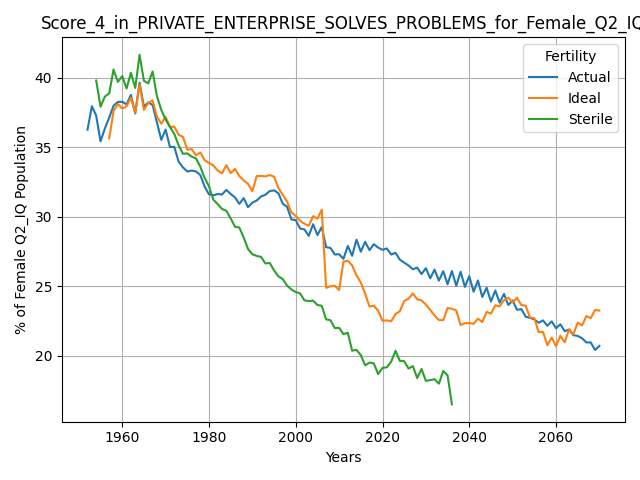 Score_4_in_PRIVATE_ENTERPRISE_SOLVES_PROBLEMS_for_Female_Q2_IQ
Fertility
Actual
Ideal
Sterile
% of Female Q2_IQ Population
40
35
30
25
20
1960
1980
2000
2020
2040
2060
Years